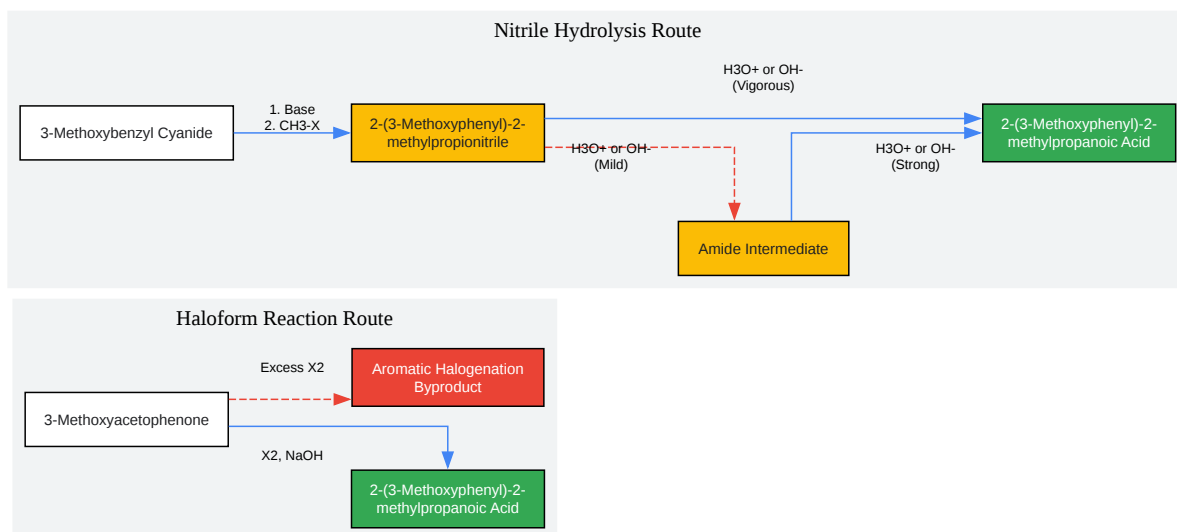 Nitrile Hydrolysis Route
3-Methoxybenzyl Cyanide
1. Base
2. CH3-X
2-(3-Methoxyphenyl)-2-
methylpropionitrile
H3O+ or OH-
(Vigorous)
H3O+ or OH-
(Mild)
Amide Intermediate
H3O+ or OH-
(Strong)
2-(3-Methoxyphenyl)-2-
methylpropanoic Acid
Haloform Reaction Route
3-Methoxyacetophenone
Excess X2
Aromatic Halogenation
Byproduct
X2, NaOH
2-(3-Methoxyphenyl)-2-
methylpropanoic Acid